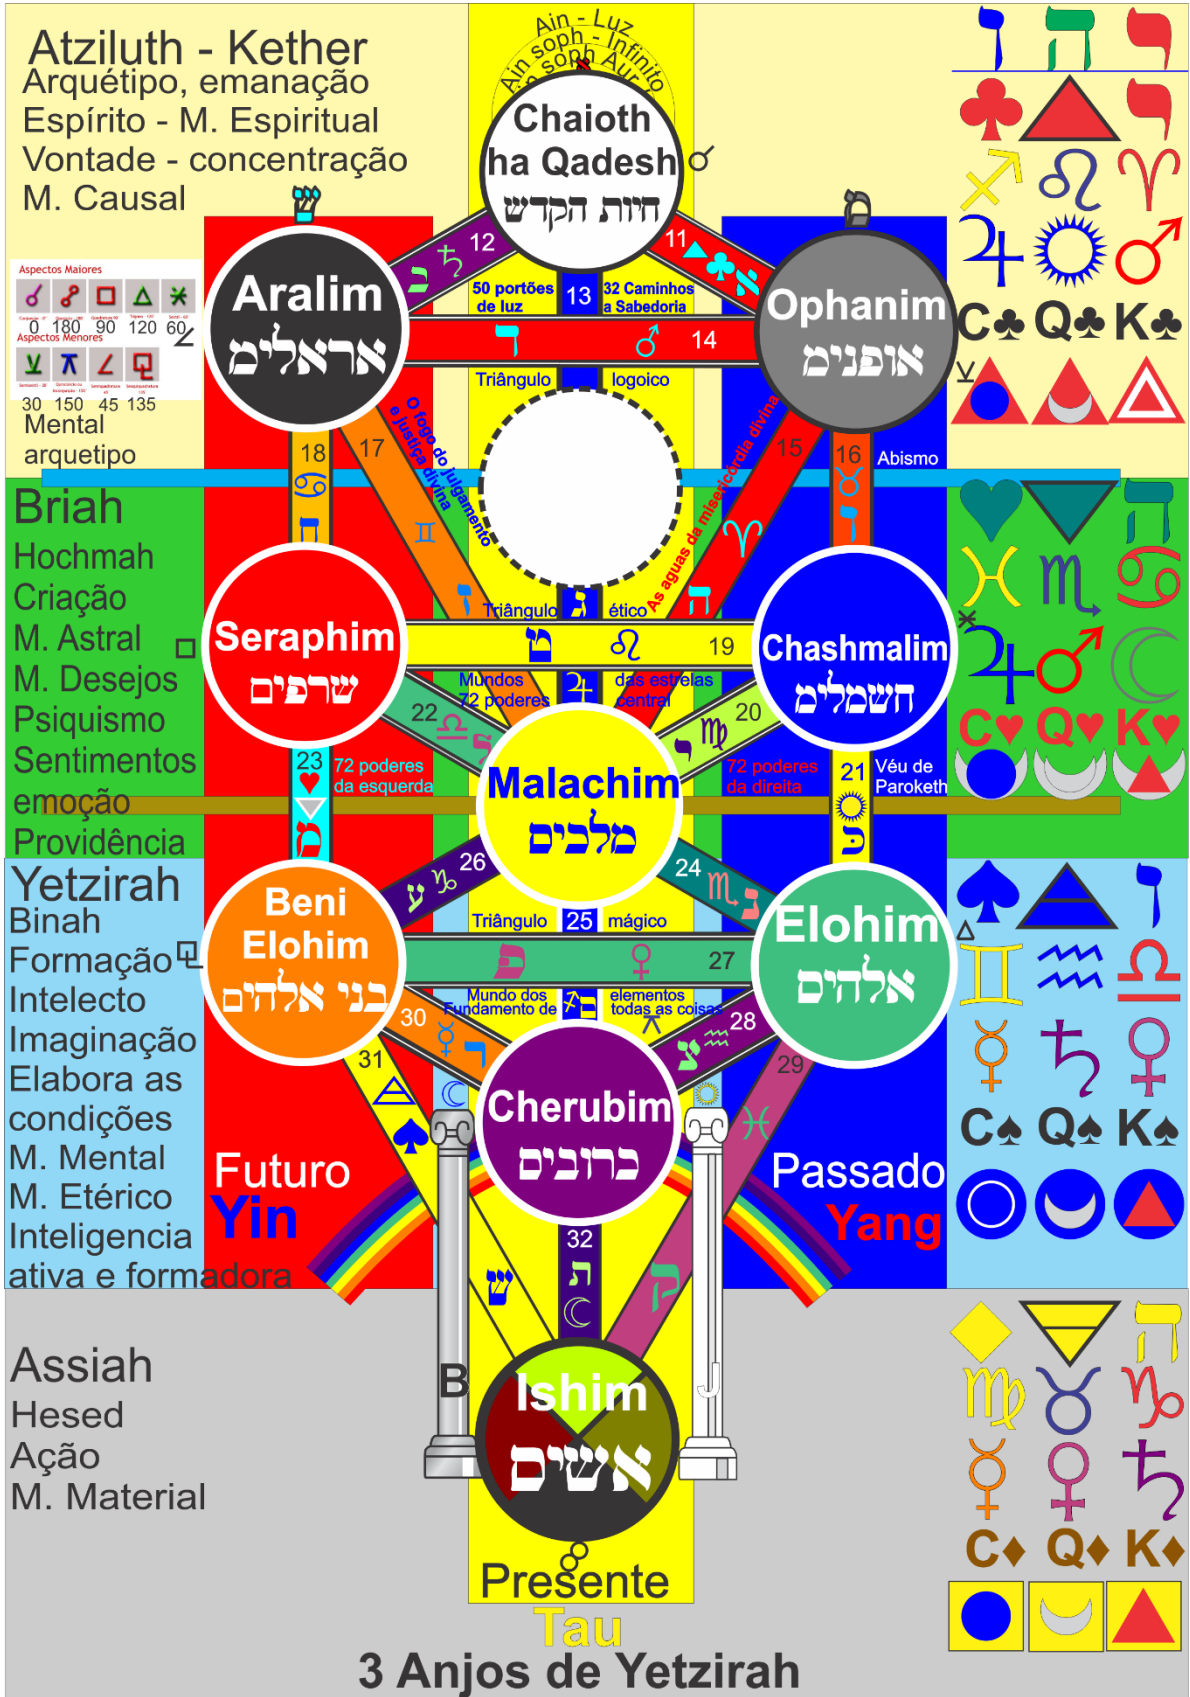 Atziluth - Kether
Arquétipo, emanação
Espírito - M. Espiritual
Vontade - concentração
M. Causal
Ain - Luz
Ain soph - Infinito
soph Aur
ו ה י
Chaioth
ha Qadesh
חיות הקדש
Aspectos Maiores
0 180 90 120 60
Aspectos Menores
30 150 45 135
Mental
arquetipo
ש
Aralim
אראלימ
Ophanim
אופנימ
12
ב
11
א
50 portões
de luz
13
32 Caminhos
a Sabedoria
ד
14
Triângulo
logoico
י
C♣ Q♣ K♣
18
ח
17
ז
O fogo do julgamento
e justiça divina
15
ה
As aguas da misericórdia divina
16
ו
Abismo
Briah
Hochmah
Criação
M. Astral
M. Desejos
Psiquismo
Sentimentos
emoção
Providência
ה
C♥ Q♥ K♥
Seraphim
שרפים
Chashmalim
חשמלימ
Triângulo
ג
ético
ט
19
Mundos
72 poderes
das estrelas
central
22
ל
20
י
23
מ
72 poderes
da esquerda
Malachim
מלכים
72 poderes
da direita
21
כ
Véu de
Paroketh
Yetzirah
Binah
Formação
Intelecto
Imaginação
Elabora as
condições
M. Mental
M. Etérico
Inteligencia
ativa e formadora
ו
C♠ Q♠ K♠
26
ע
24
נ
Beni
Elohim
בני אלהים
Elohim
אלהים
Triângulo
25
mágico
פ
27
Mundo dos
Fundamento de
ס
elementos
todas as coisas
30
ר
28
צ
31
ש
29
ק
Cherubim
כרובים
Futuro
Yin
Passado
Yang
32
ת
Assiah
Hesed
Ação
M. Material
ה
C♦ Q♦ K♦
B
J
Ishim
אשים
Presente
Tau
3 Anjos de Yetzirah